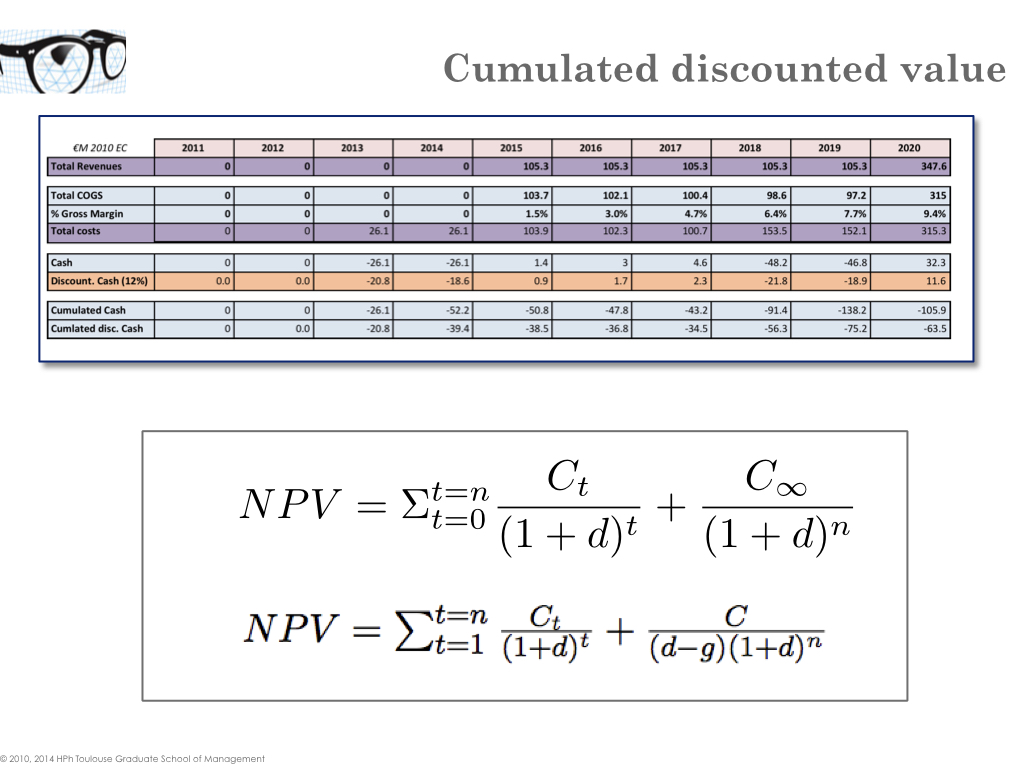 Cumulated discounted value
€M 2010 EC 2011 2012 2013 2014 2015 2016 2017 2018 2019 2020
Total Revenues 0 0 0 0 105.3 105.3 105.3 105.3 105.3 347.6
Total COGS 0 0 0 0 103.7 102.1 100.4 98.6 97.2 315
% Gross Margin 0 0 0 0 1.5% 3.0% 4.7% 6.4% 7.7% 9.4%
Total costs 0 0 26.1 26.1 103.9 102.3 100.7 153.5 152.1 315.3
Cash 0 0 -26.1 -26.1 1.4 3 4.6 -48.2 -46.8 32.3
Discount. Cash (12%) 0.0 0.0 -20.8 -18.6 0.9 1.7 2.3 -21.8 -18.9 11.6
Cumulated Cash 0 0 -26.1 -52.2 -50.8 -47.8 -43.2 -91.4 -138.2 -105.9
Cumlated disc. Cash 0 0.0 -20.8 -39.4 -38.5 -36.8 -34.5 -56.3 -75.2 -63.5
NPV = Σ_{t=0}^{t=n} C_t/(1 + d)^t + C_∞/(1 + d)^n
NPV = ∑_{t=1}^{t=n} C_t/(1+d)^t + C/(d−g)(1+d)^n
© 2010, 2014 HPh Toulouse Graduate School of Management